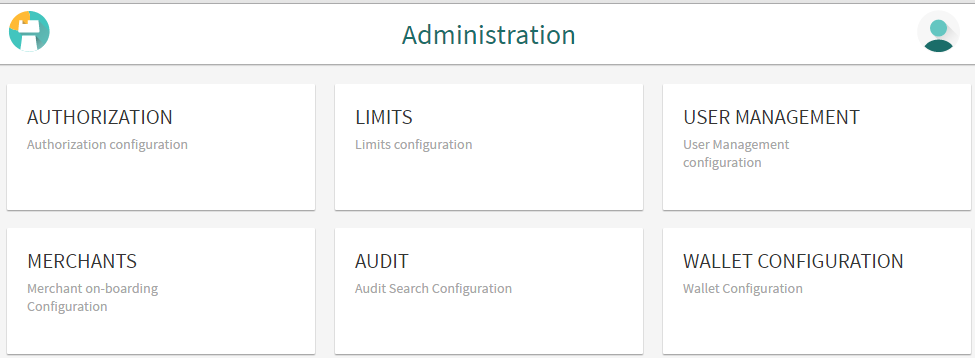 Administration
AUTHORIZATION
Authorization configuration
LIMITS
Limits configuration
USER MANAGEMENT
User Management
configuration
MERCHANTS
Merchant on-boarding
Configuration
AUDIT
Audit Search Configuration
WALLET CONFIGURATION
Wallet Configuration